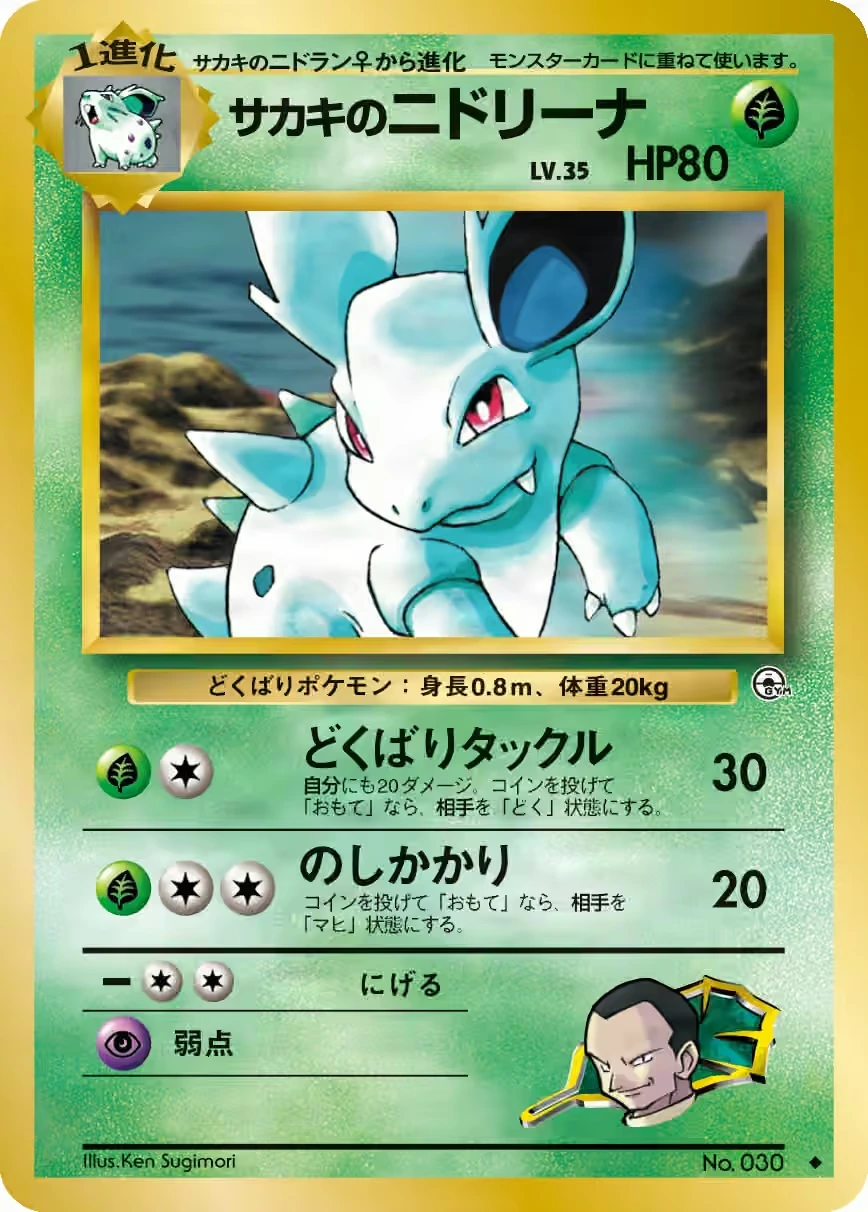 1進化 サカキのニドラン♀から進化 モンスターカードに重ねて使います。
サカキのニドリーナ
LV.35 HP80
どくばりポケモン：身長0.8m、体重20kg
GYM
どくばりタックル 30
自分にも20ダメージ。コインを投げて
「おもて」なら、相手を「どく」状態にする。
のしかかり 20
コインを投げて「おもて」なら、相手を
「マヒ」状態にする。
ー にげる
弱点
Illus.Ken Sugimori No. 030 ◆